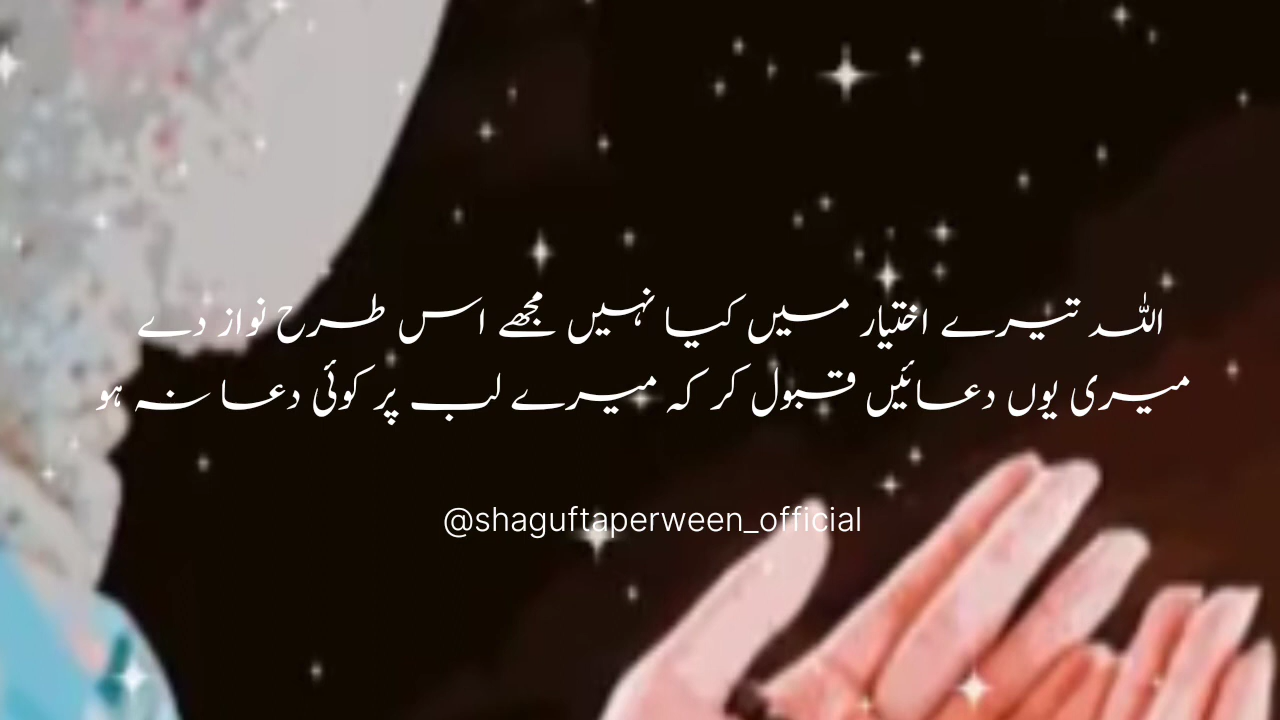 اللہ تیرے اختیار میں کیا نہیں مجھے اس طرح نواز دے
میری یوں دعائیں قبول کر کہ میرے لب پر کوئی دعا نہ ہو
@shaguftaperween_official